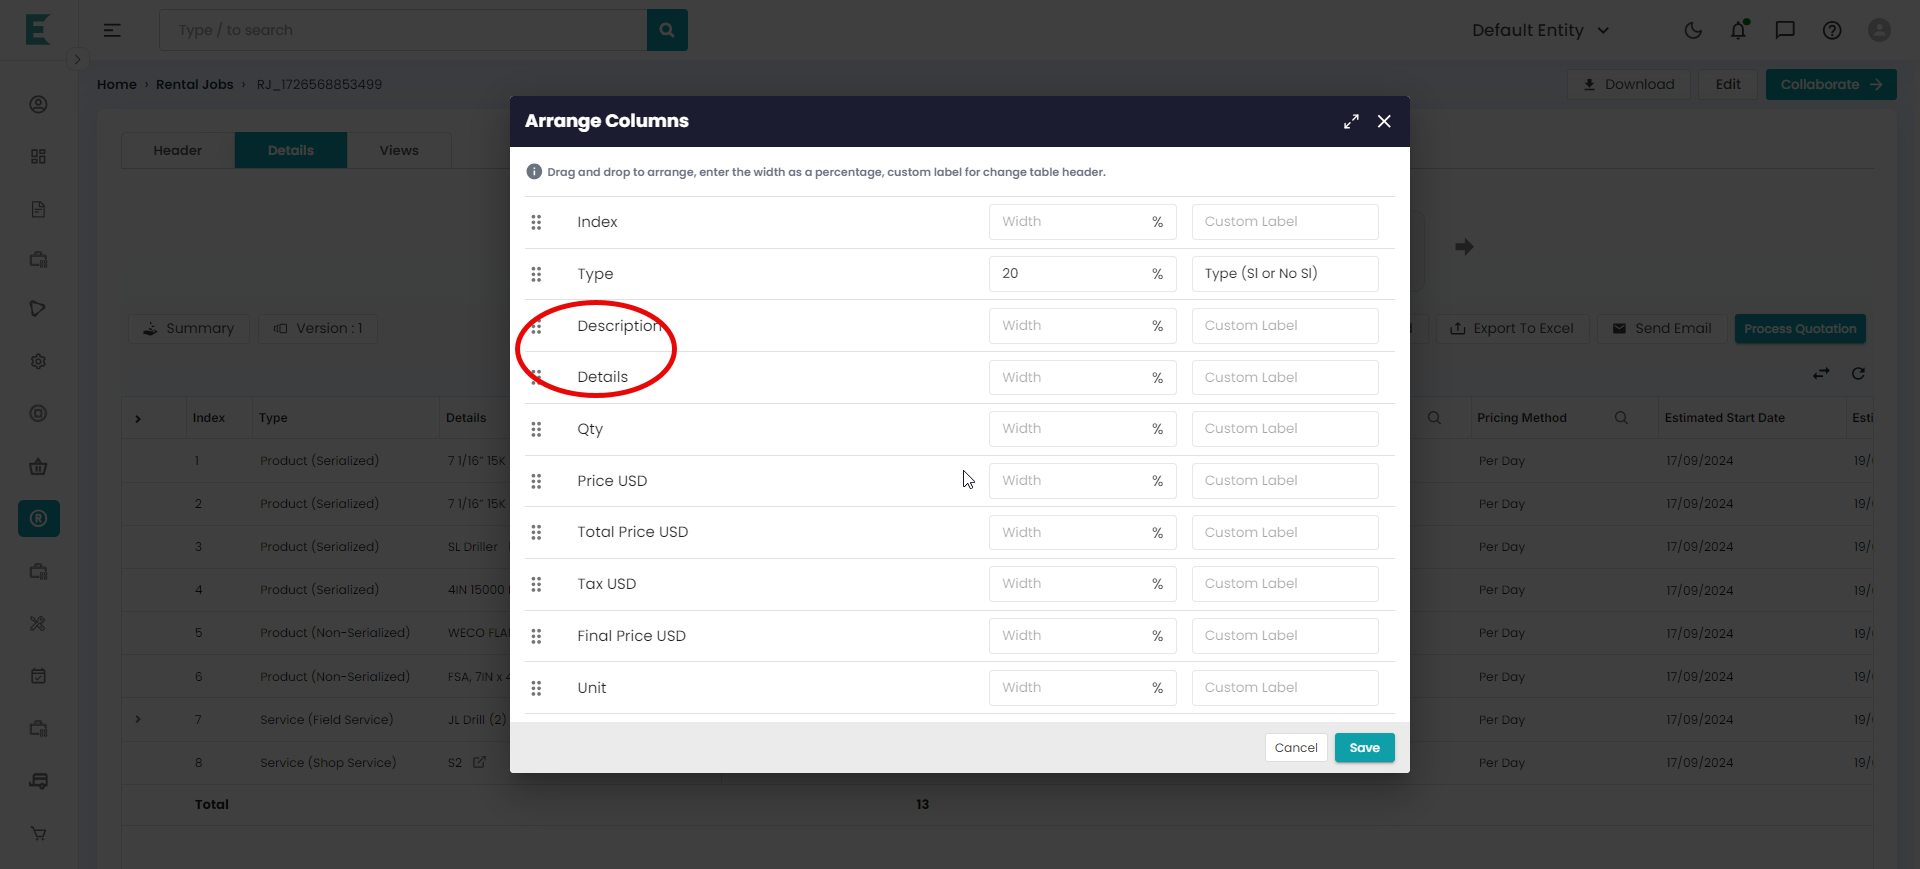 Type / to search
Default Entity
Home › Rental Jobs › RJ_1726568853499
Download
Edit
Collaborate
Header
Details
Views
Arrange Columns
Drag and drop to arrange, enter the width as a percentage, custom label for change table header.
Index
Width %
Custom Label
Type
20 %
Type (Sl or No Sl)
Description
Width %
Custom Label
Details
Width %
Custom Label
Qty
Width %
Custom Label
Price USD
Width %
Custom Label
Total Price USD
Width %
Custom Label
Tax USD
Width %
Custom Label
Final Price USD
Width %
Custom Label
Unit
Width %
Custom Label
Cancel
Save
Summary
Version : 1
Export To Excel
Send Email
Process Quotation
Index Type Details Pricing Method Estimated Start Date Esti
1 Product (Serialized) 7 1/16" 15K Per Day 17/09/2024 19/
2 Product (Serialized) 7 1/16" 15K Per Day 17/09/2024 19/
3 Product (Serialized) SL Driller Per Day 17/09/2024 19/
4 Product (Serialized) 4IN 15000 Per Day 17/09/2024 19/
5 Product (Non-Serialized) WECO FLA Per Day 17/09/2024 19/
6 Product (Non-Serialized) FSA, 7IN x 4 Per Day 17/09/2024 19/
7 Service (Field Service) JL Drill (2) Per Day 17/09/2024 19/
8 Service (Shop Service) S2 Per Day 17/09/2024 19/
Total 13